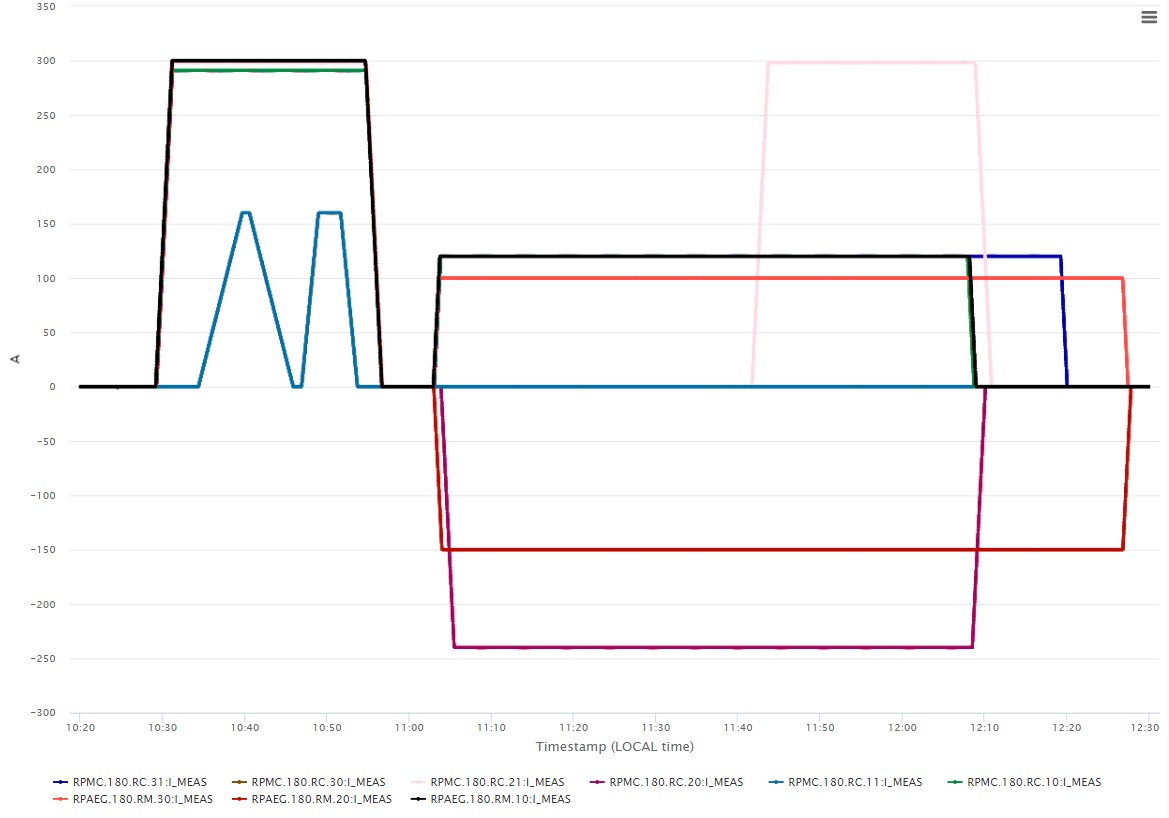 350
300
250
200
150
100
50
0
−50
−100
−150
−200
−250
−300
A
10:20 10:30 10:40 10:50 11:00 11:10 11:20 11:30 11:40 11:50 12:00 12:10 12:20 12:30
Timestamp (LOCAL time)
RPMC.180.RC.31:I_MEAS RPMC.180.RC.30:I_MEAS RPMC.180.RC.21:I_MEAS RPMC.180.RC.20:I_MEAS RPMC.180.RC.11:I_MEAS RPMC.180.RC.10:I_MEAS
RPAEG.180.RM.30:I_MEAS RPAEG.180.RM.20:I_MEAS RPAEG.180.RM.10:I_MEAS